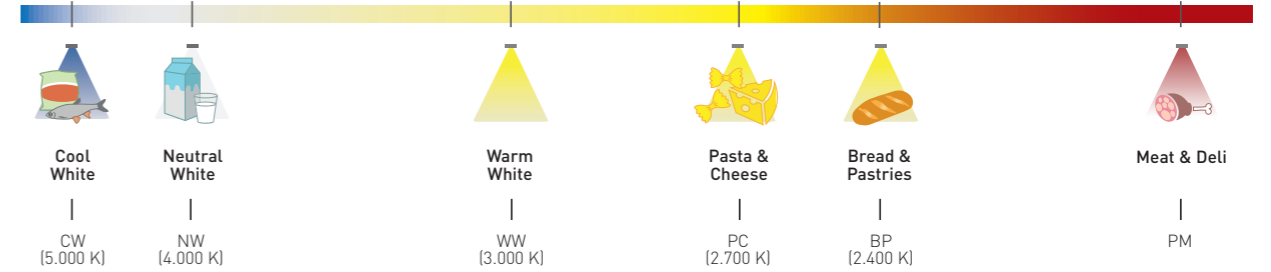 Cool
White
Neutral
White
Warm
White
Pasta &
Cheese
Bread &
Pastries
Meat & Deli
CW
(5.000 K)
NW
(4.000 K)
WW
(3.000 K)
PC
(2.700 K)
BP
(2.400 K)
PM